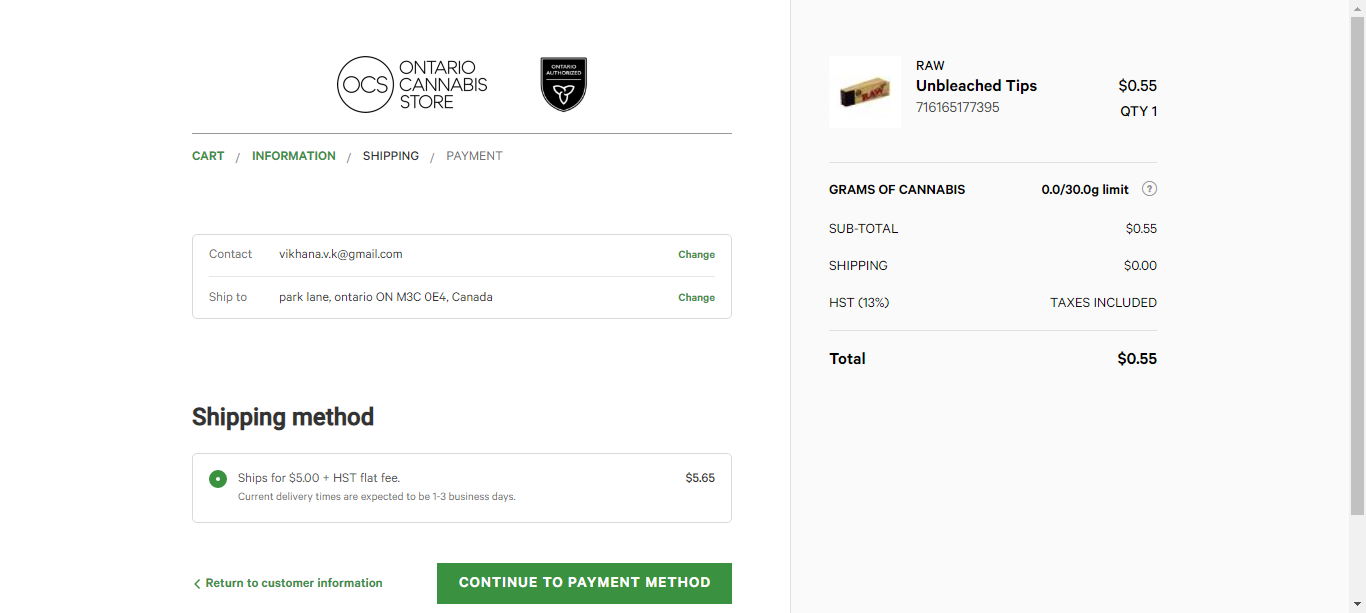 OCS ONTARIO
CANNABIS
STORE
ONTARIO
AUTHORIZED
CART / INFORMATION / SHIPPING / PAYMENT
Contact vikhana.v.k@gmail.com Change
Ship to park lane, ontario ON M3C 0E4, Canada Change
Shipping method
Ships for $5.00 + HST flat fee. $5.65
Current delivery times are expected to be 1-3 business days.
< Return to customer information
CONTINUE TO PAYMENT METHOD
RAW
RAW
Unbleached Tips $0.55
716165177395
QTY 1
GRAMS OF CANNABIS 0.0/30.0g limit ?
SUB-TOTAL $0.55
SHIPPING $0.00
HST (13%) TAXES INCLUDED
Total $0.55